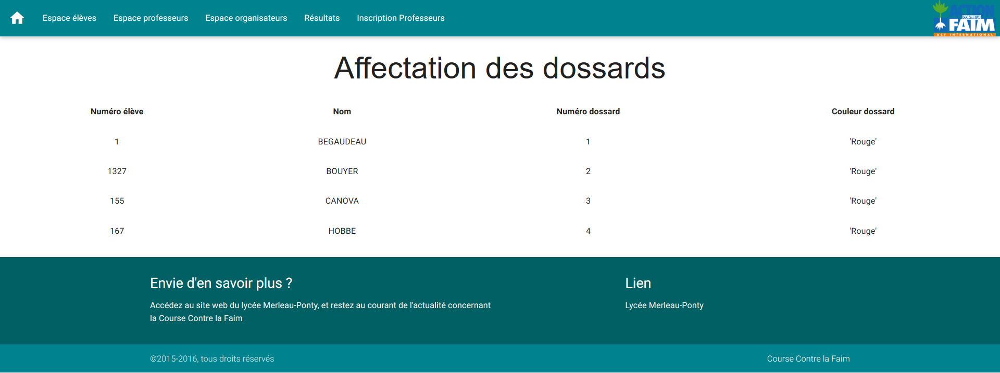 Espace élèves Espace professeurs Espace organisateurs Résultats Inscription Professeurs
ACTION
CONTRE LA
FAIM
ACF INTERNATIONAL
Affectation des dossards
Numéro élève Nom Numéro dossard Couleur dossard
1 BEGAUDEAU 1 'Rouge'
1327 BOUYER 2 'Rouge'
155 CANOVA 3 'Rouge'
167 HOBBE 4 'Rouge'
Envie d'en savoir plus ?
Accédez au site web du lycée Merleau-Ponty, et restez au courant de l'actualité concernant
la Course Contre la Faim
Lien
Lycée Merleau-Ponty
©2015-2016, tous droits réservés
Course Contre la Faim